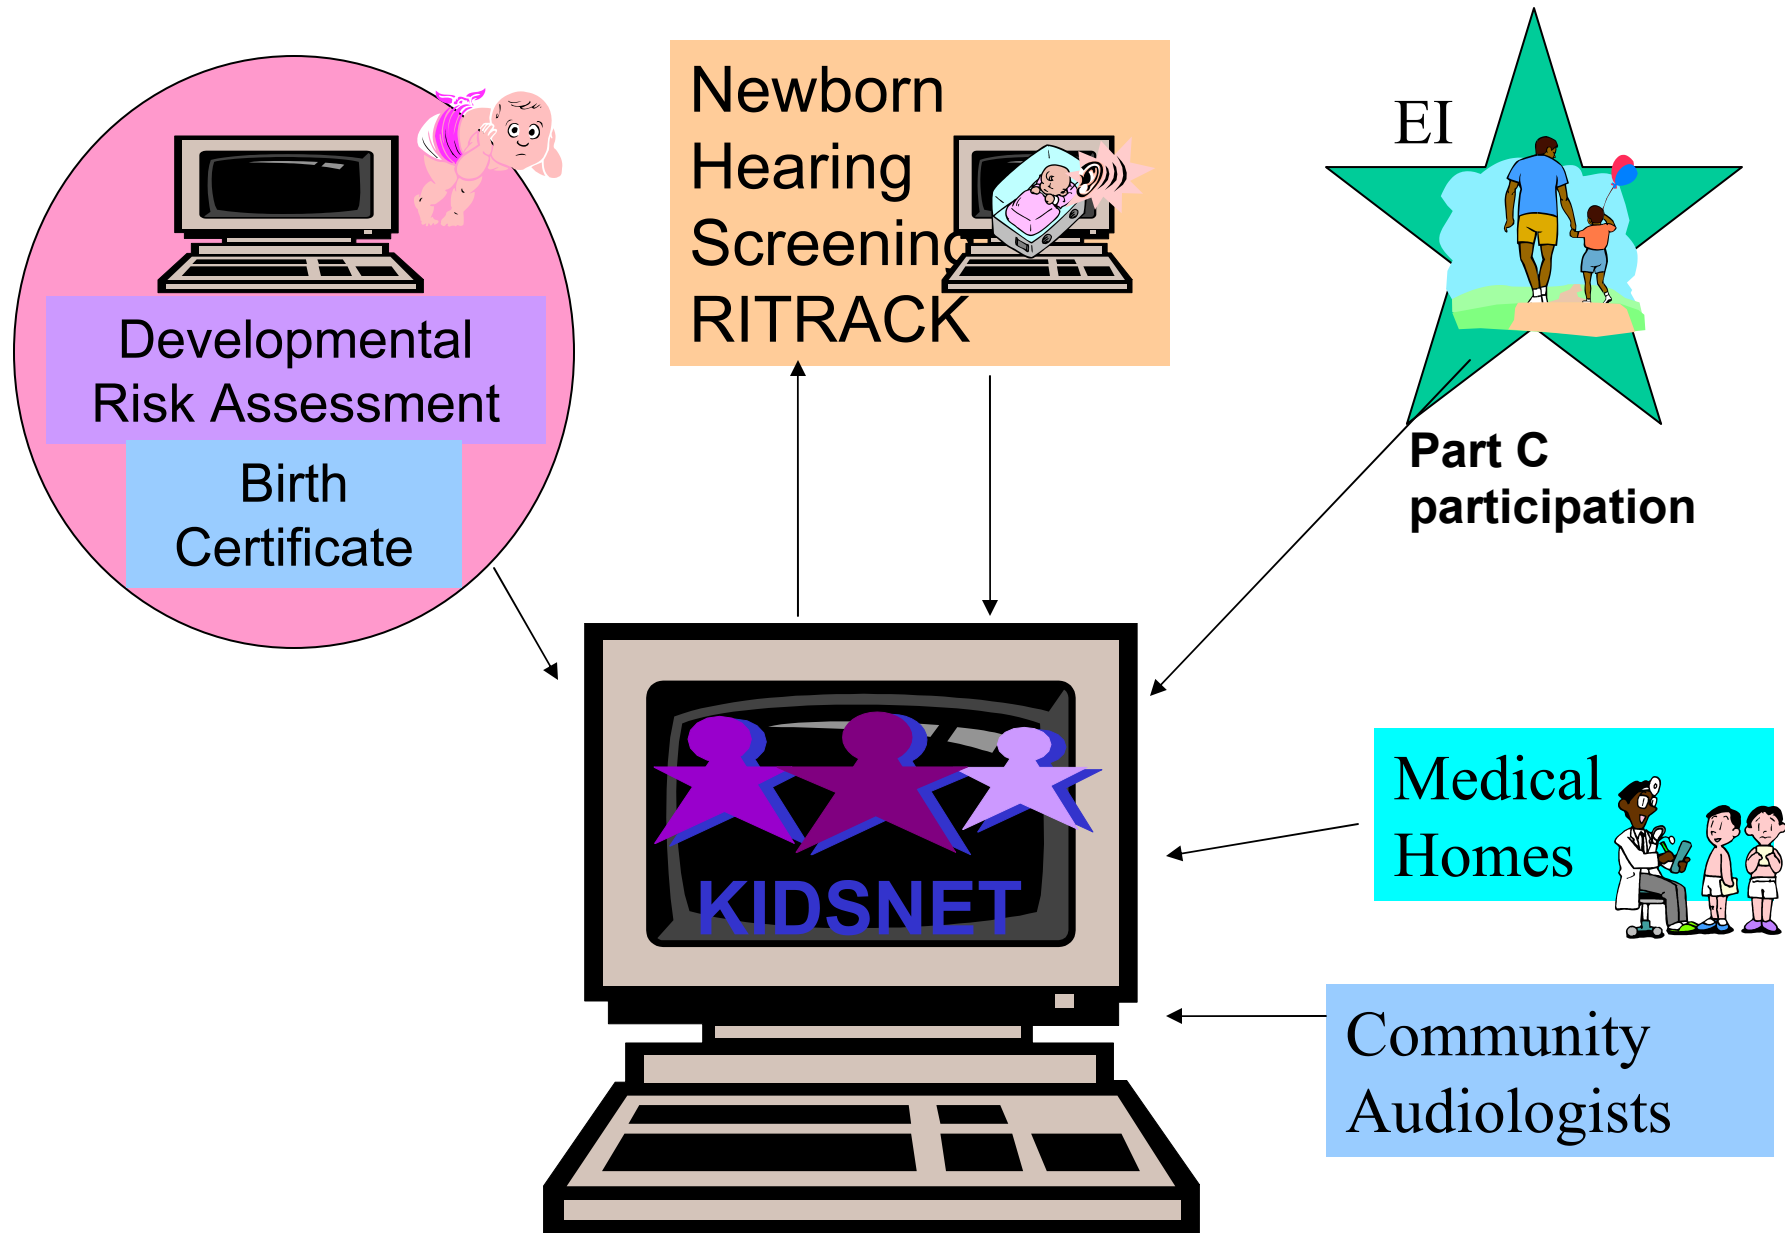 Developmental
Risk Assessment
Birth
Certificate
Newborn
Hearing
Screening
RITRACK
EI
Part C
participation
KIDSNET
Medical
Homes
Community
Audiologists